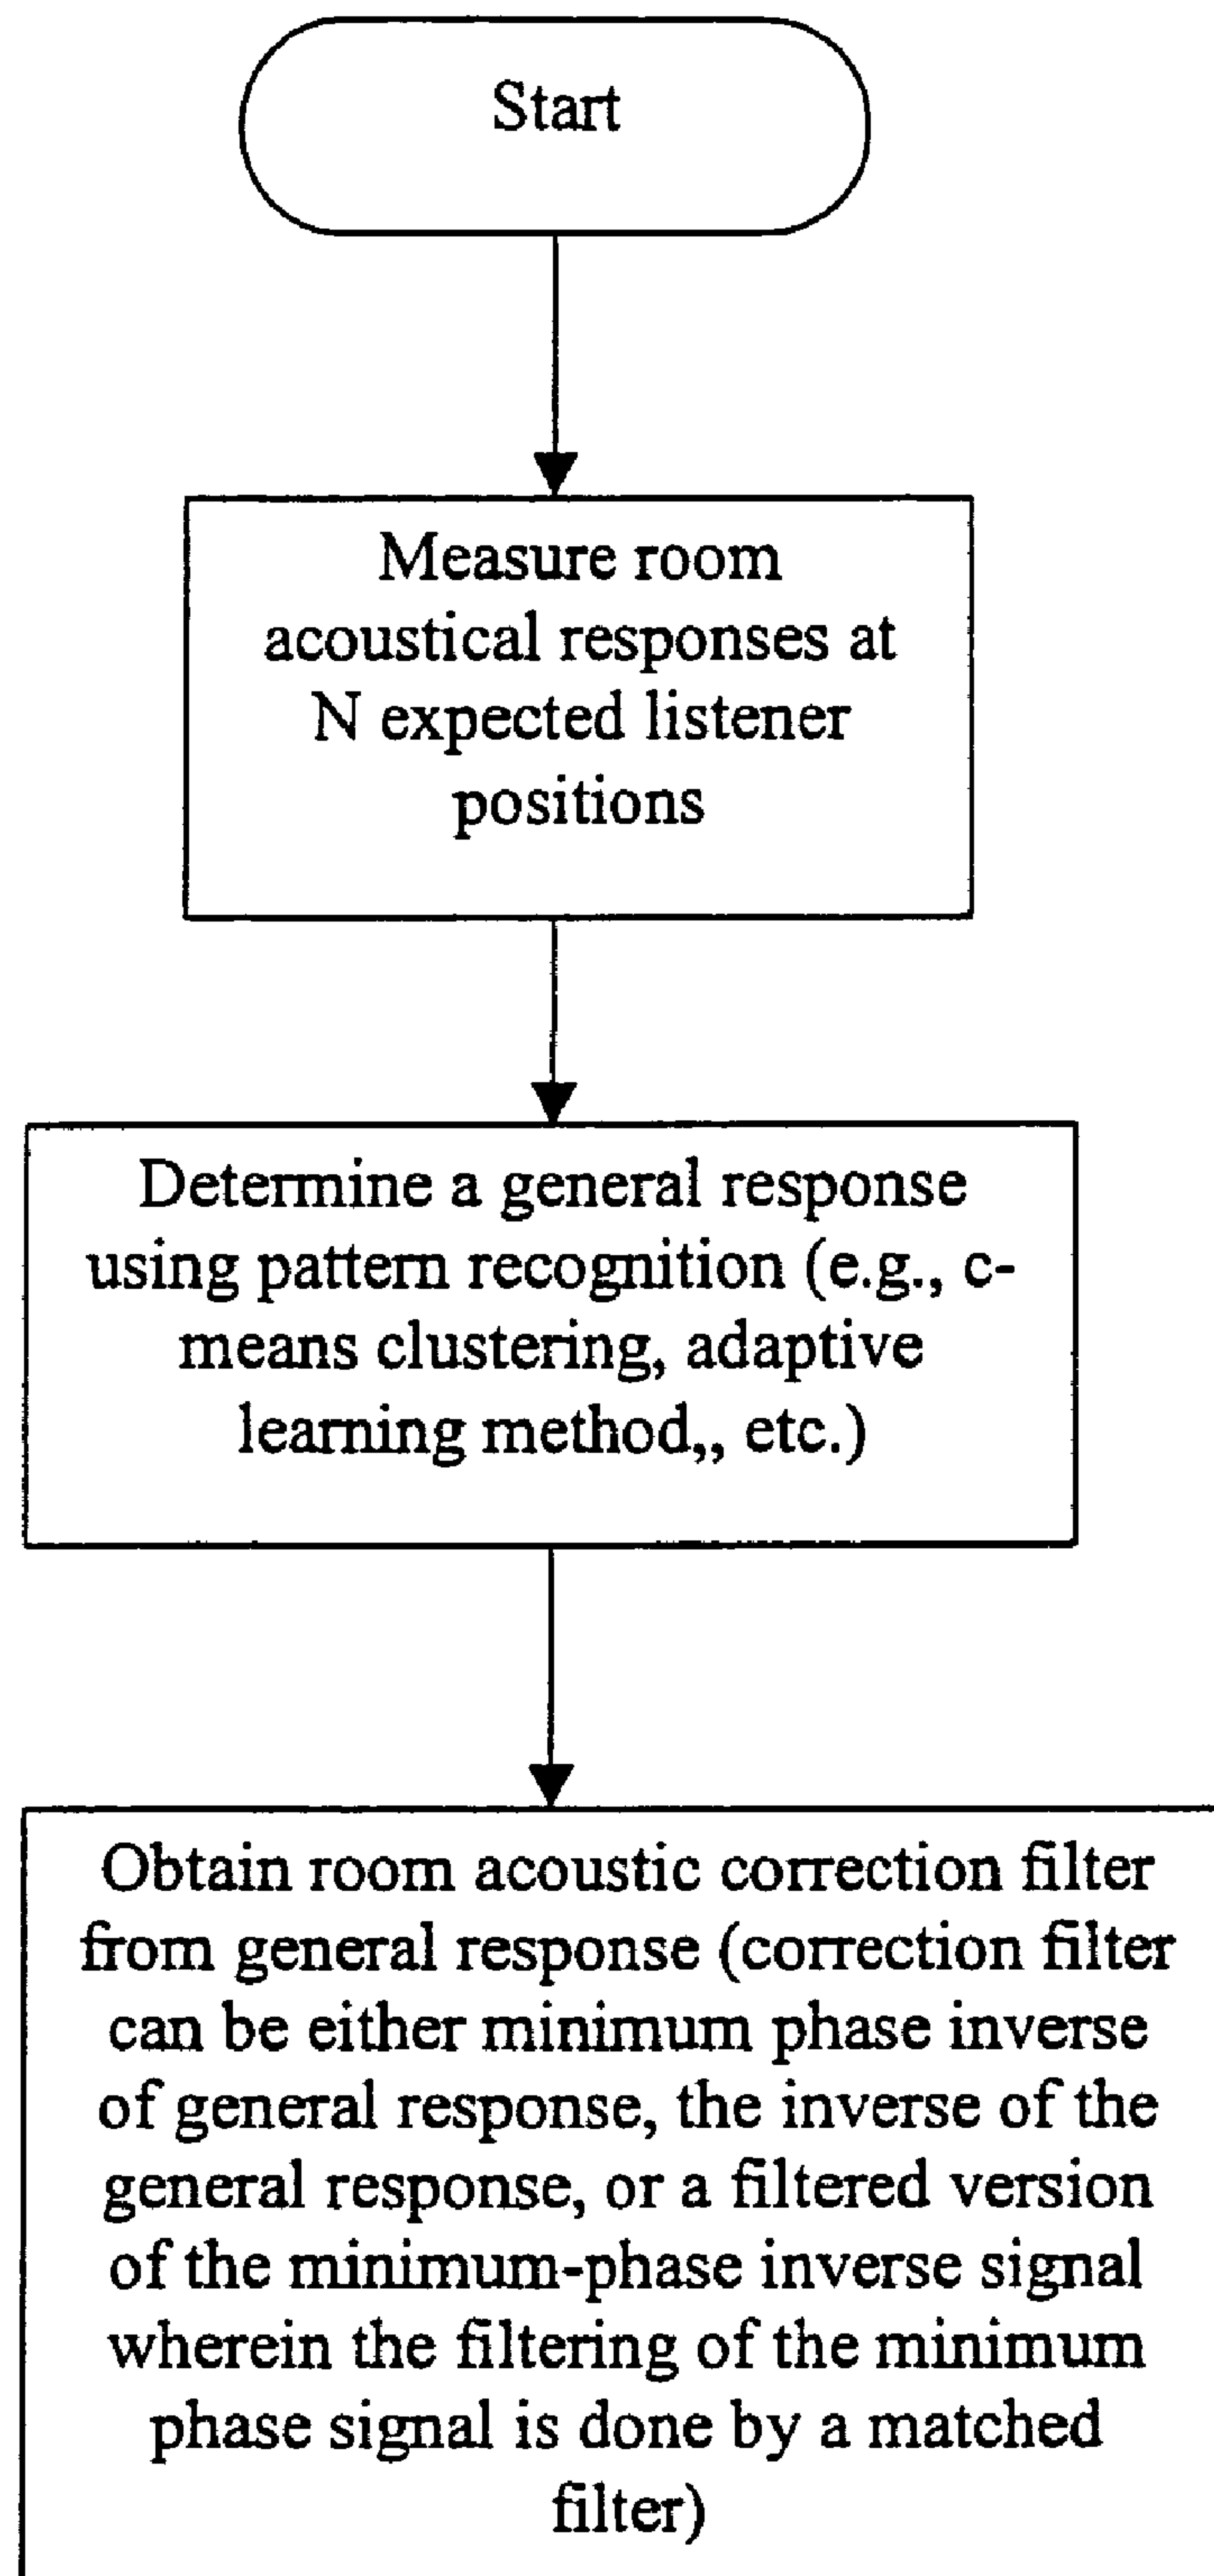 Start
Measure room
acoustical responses at
N expected listener
positions
Determine a general response
using pattern recognition (e.g., c-
means clustering, adaptive
learning method,, etc.)
Obtain room acoustic correction filter
from general response (correction filter
can be either minimum phase inverse
of general response, the inverse of the
general response, or a filtered version
of the minimum-phase inverse signal
wherein the filtering of the minimum
phase signal is done by a matched
filter)